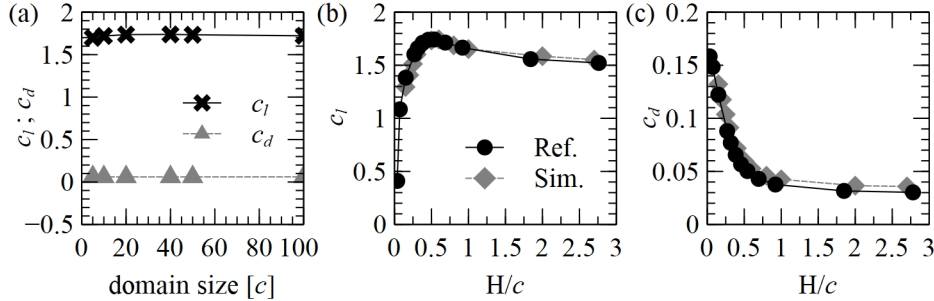 (a)
2
1.5
1
0.5
0
−0.5
c_l; c_d
c_l
c_d
0 20 40 60 80 100
domain size [c]
(b)
2
1.5
1
0.5
0
c_l
Ref.
Sim.
0 0.5 1 1.5 2 2.5 3
H/c
(c)
0.2
0.15
0.1
0.05
0
c_d
0 0.5 1 1.5 2 2.5 3
H/c